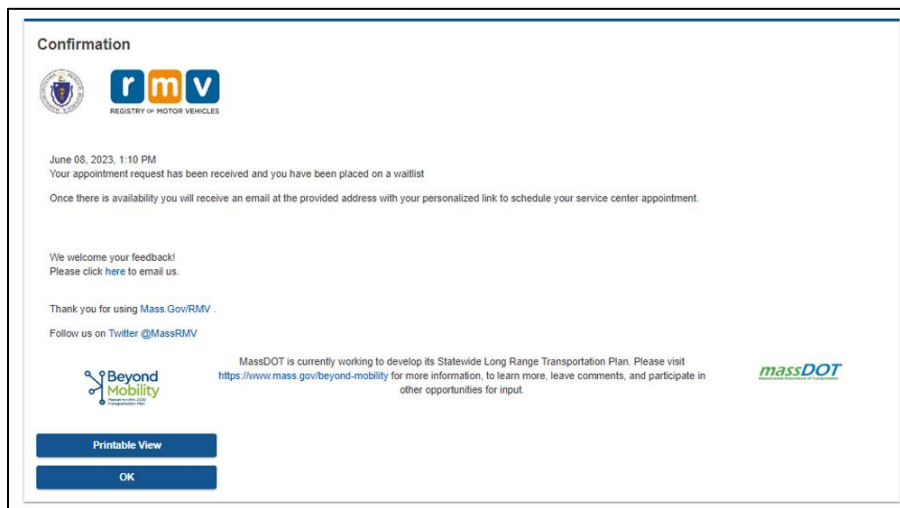 Confirmation
rmv
REGISTRY OF MOTOR VEHICLES
June 08, 2023, 1:10 PM
Your appointment request has been received and you have been placed on a waitlist
Once there is availability you will receive an email at the provided address with your personalized link to schedule your service center appointment.
We welcome your feedback!
Please click here to email us.
Thank you for using Mass.Gov/RMV .
Follow us on Twitter @MassRMV
Beyond
Mobility
MassDOT is currently working to develop its Statewide Long Range Transportation Plan. Please visit
https://www.mass.gov/beyond-mobility for more information, to learn more, leave comments, and participate in
other opportunities for input.
massDOT
Printable View
OK